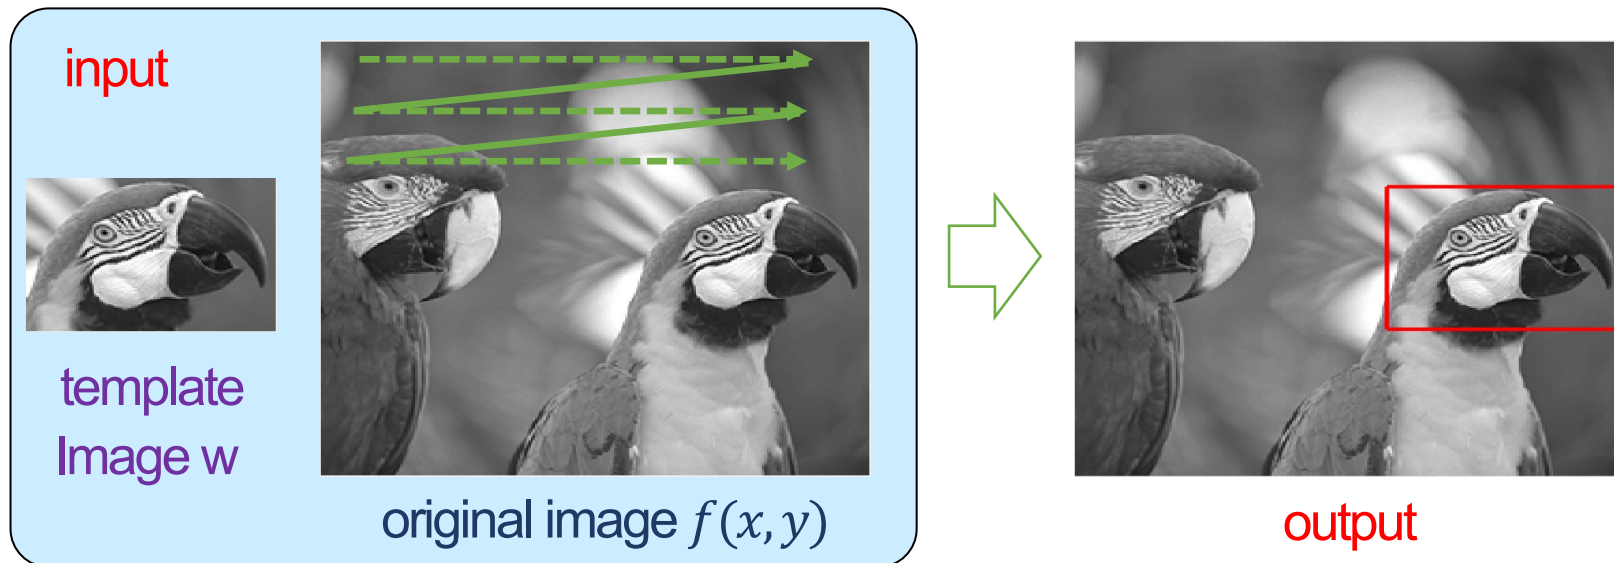 input
template
Image w
original image f(x, y)
output